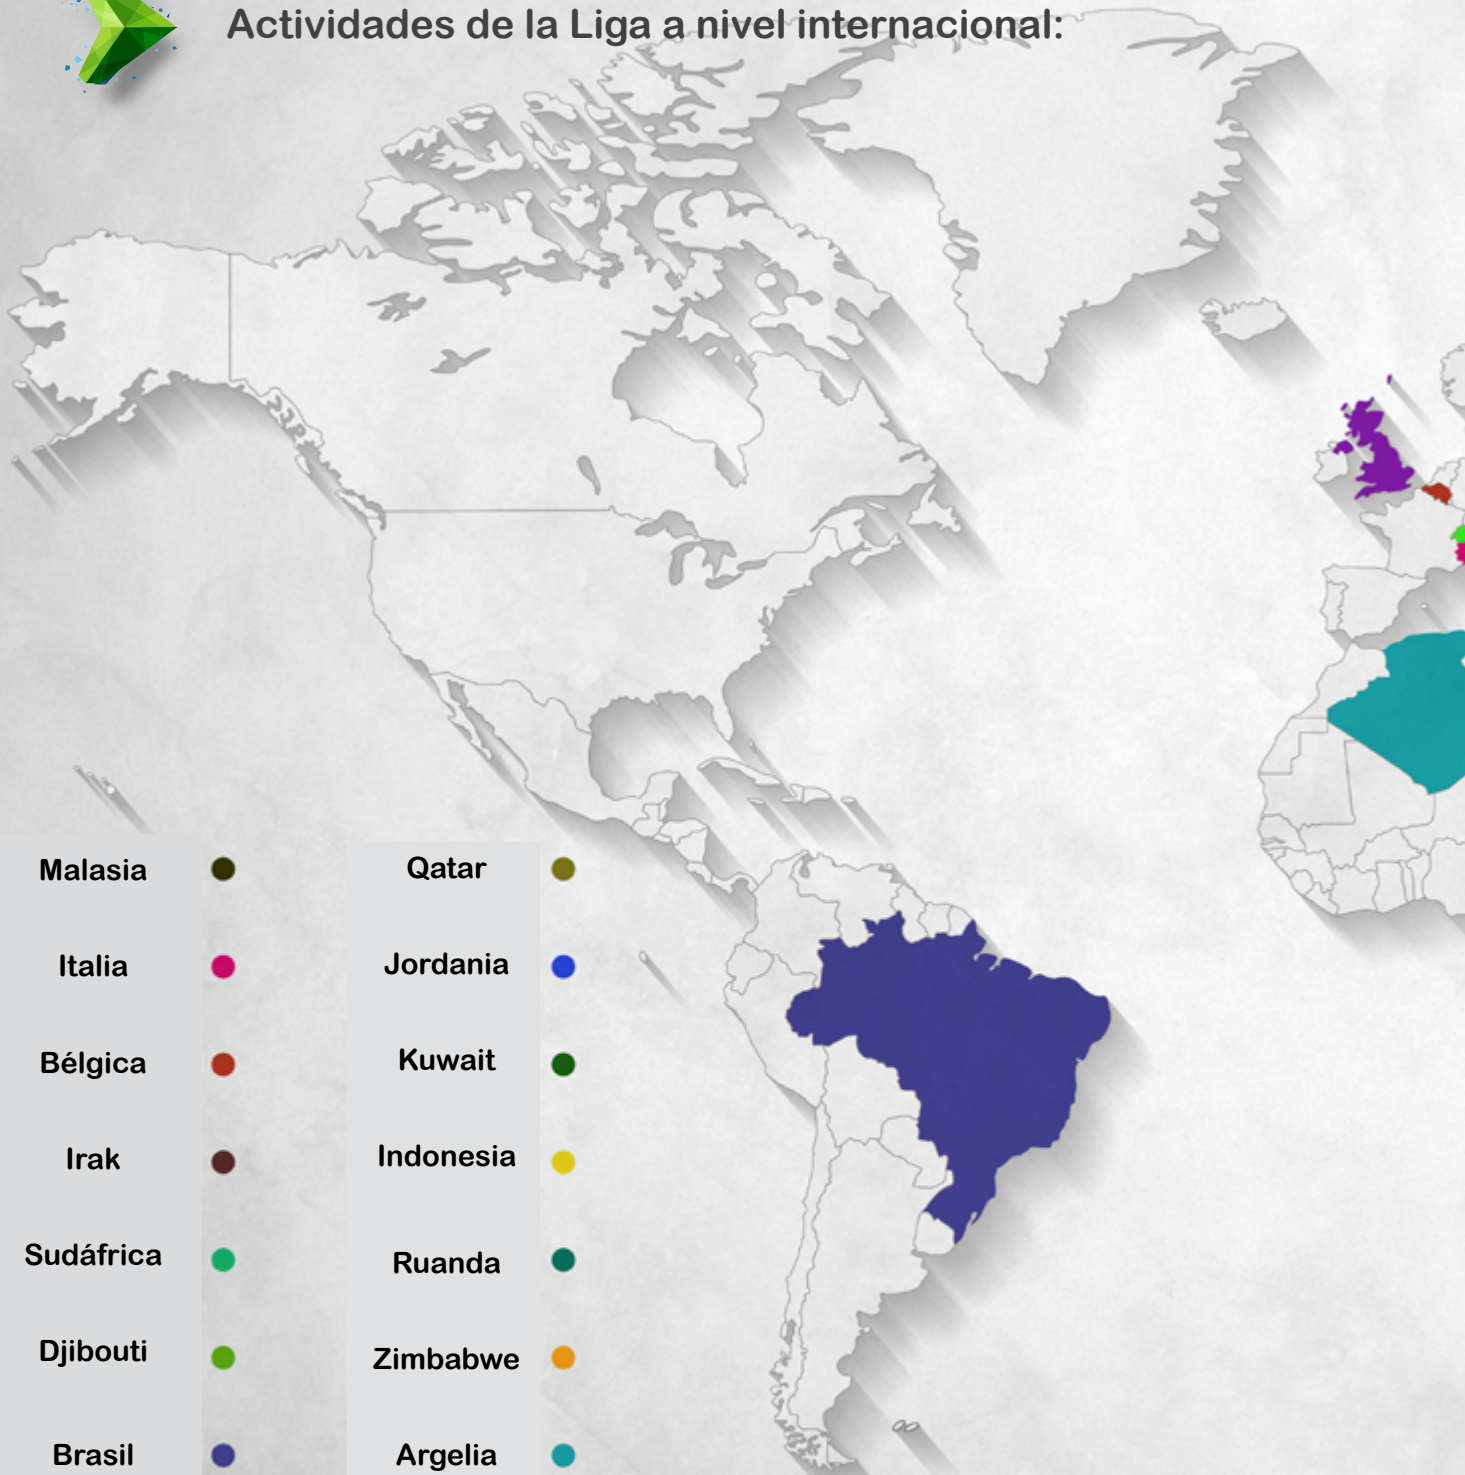 Actividades de la Liga a nivel internacional:
Malasia
Italia
Bélgica
Irak
Sudáfrica
Djibouti
Brasil
Qatar
Jordania
Kuwait
Indonesia
Ruanda
Zimbabwe
Argelia